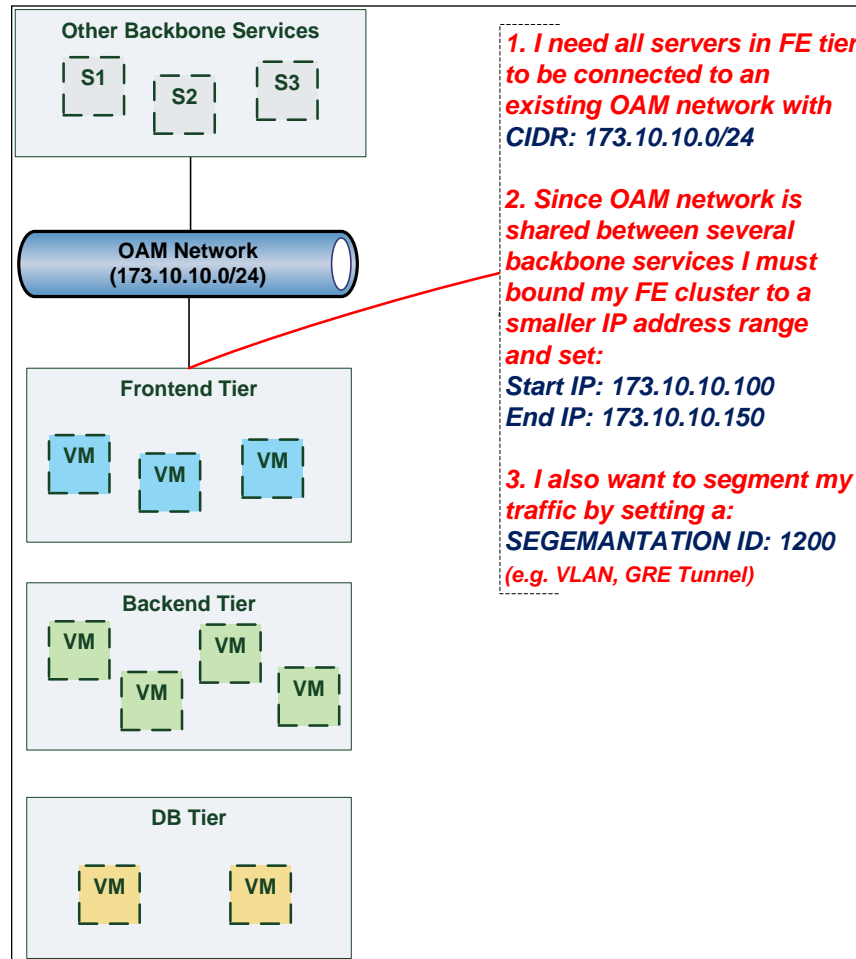 Other Backbone Services
S1
S2
S3
OAM Network
(173.10.10.0/24)
Frontend Tier
VM
VM
VM
Backend Tier
VM
VM
VM
VM
DB Tier
VM
VM
1. I need all servers in FE tier
to be connected to an
existing OAM network with
CIDR: 173.10.10.0/24
2. Since OAM network is
shared between several
backbone services I must
bound my FE cluster to a
smaller IP address range
and set:
Start IP: 173.10.10.100
End IP: 173.10.10.150
3. I also want to segment my
traffic by setting a:
SEGEMANTATION ID: 1200
(e.g. VLAN, GRE Tunnel)